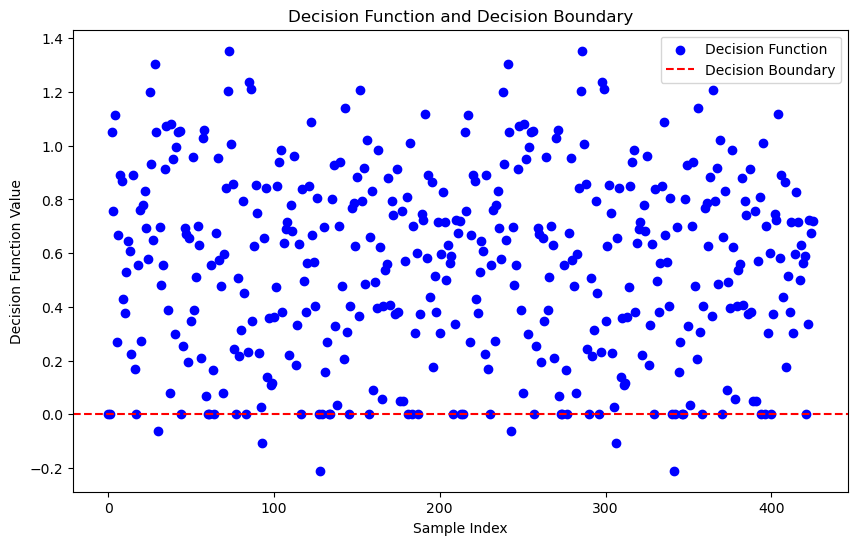 Decision Function and Decision Boundary
Decision Function
Decision Boundary
Decision Function Value
1.4
1.2
1.0
0.8
0.6
0.4
0.2
0.0
−0.2
0
100
200
300
400
Sample Index